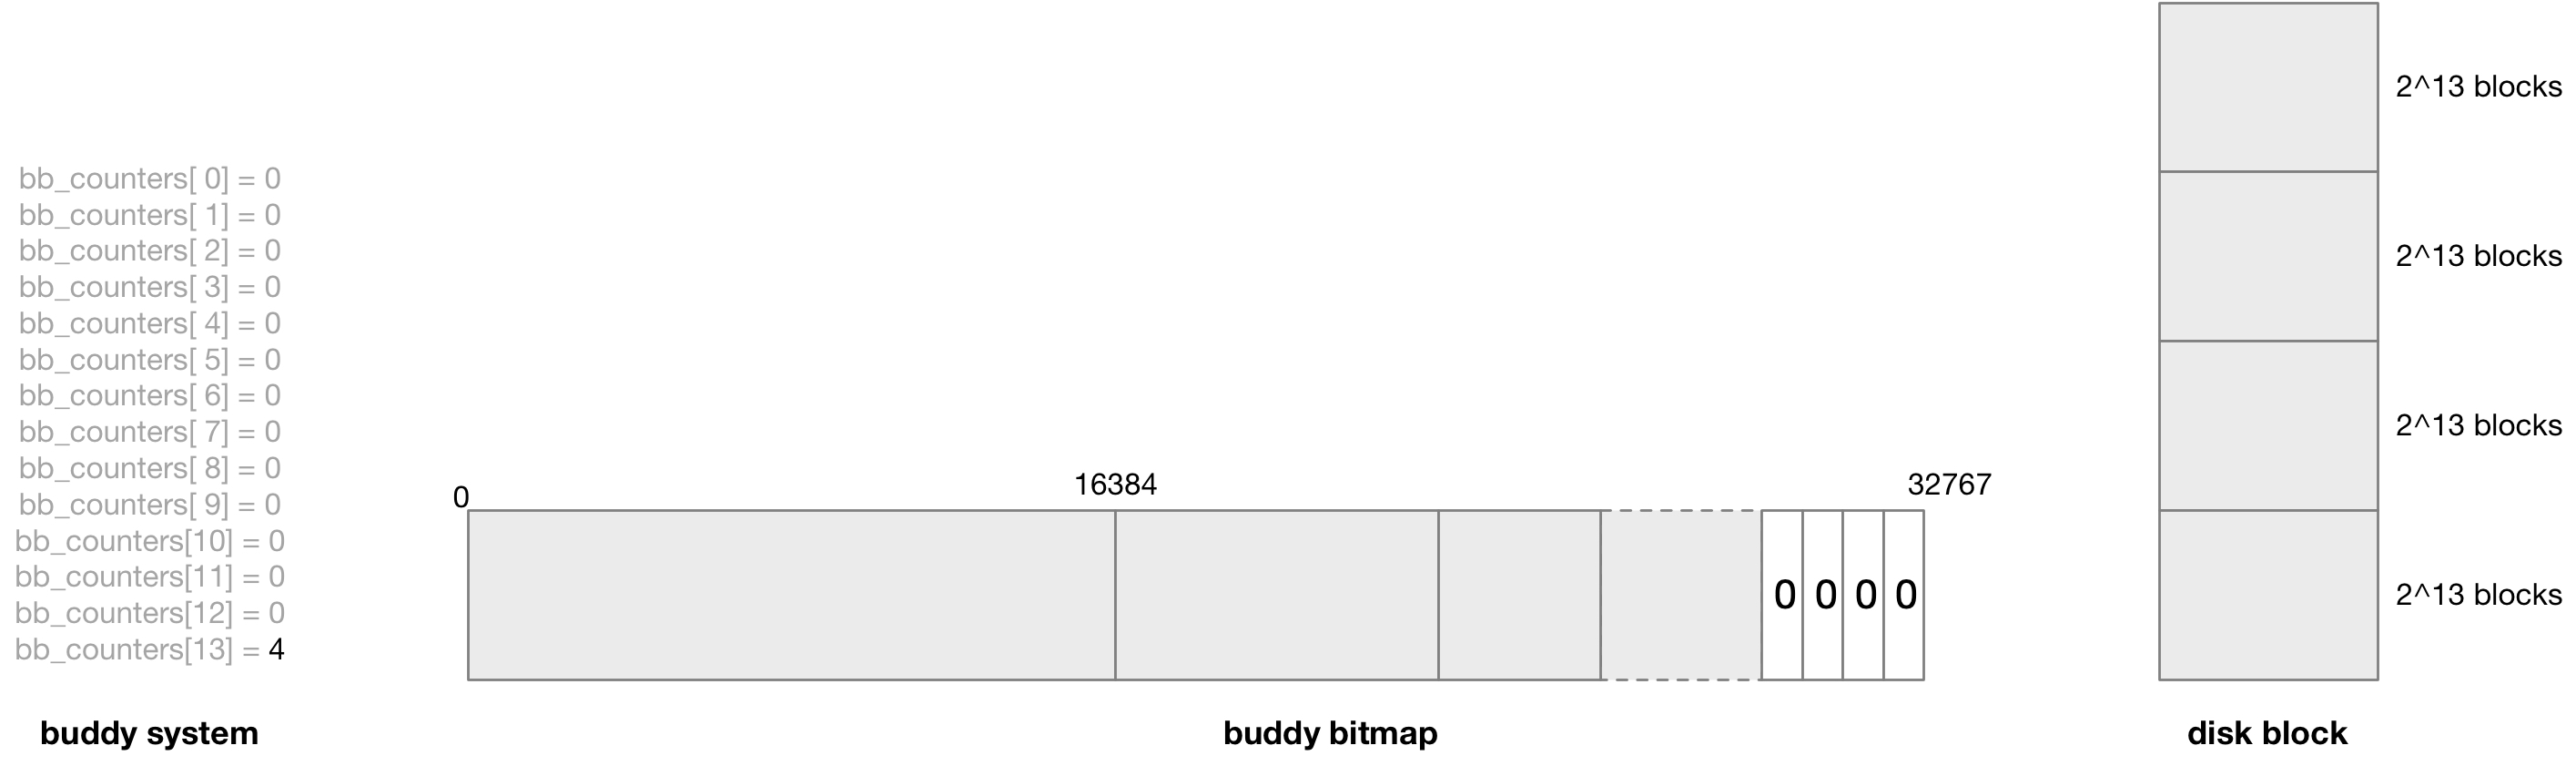 bb_counters[ 0] = 0
bb_counters[ 1] = 0
bb_counters[ 2] = 0
bb_counters[ 3] = 0
bb_counters[ 4] = 0
bb_counters[ 5] = 0
bb_counters[ 6] = 0
bb_counters[ 7] = 0
bb_counters[ 8] = 0
bb_counters[ 9] = 0
bb_counters[10] = 0
bb_counters[11] = 0
bb_counters[12] = 0
bb_counters[13] = 4
buddy system
0
16384
32767
0 0 0 0
buddy bitmap
2^13 blocks
2^13 blocks
2^13 blocks
2^13 blocks
disk block